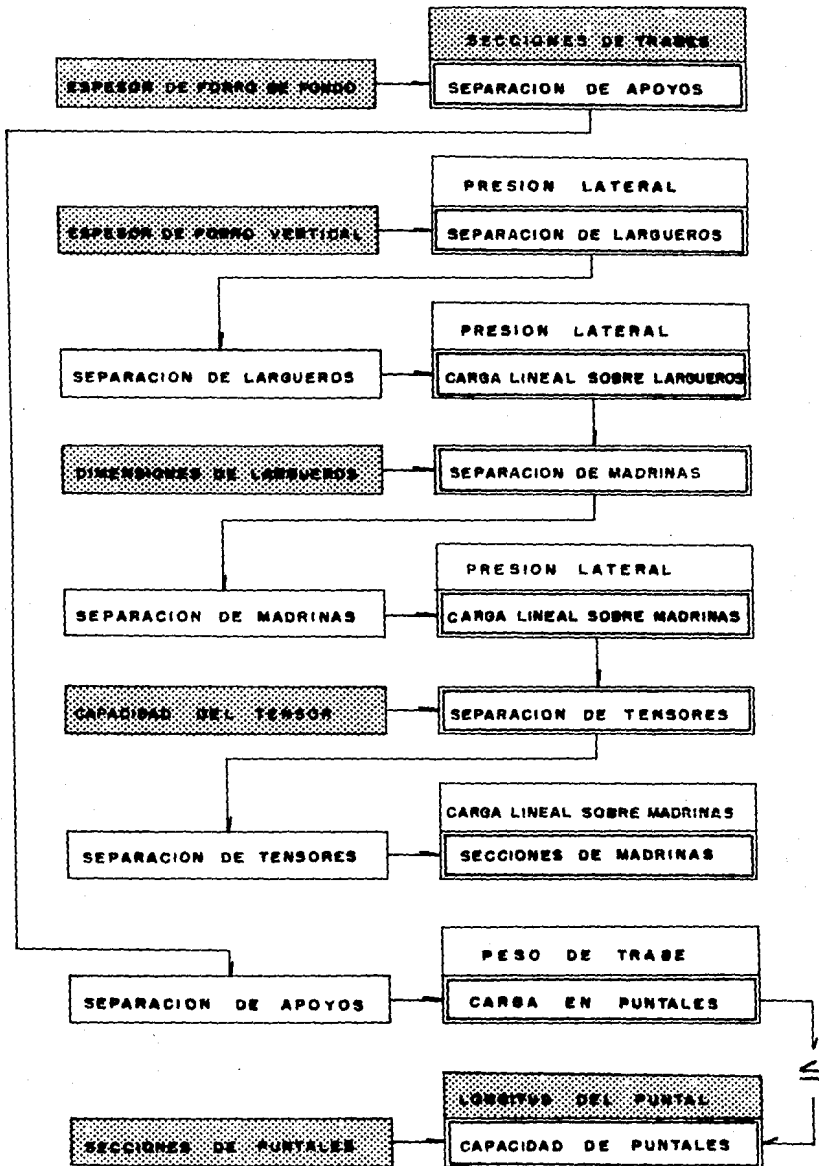 SECCIONES DE TRABES
ESPESOR DE FORRO DE FONDO
SEPARACION DE APOYOS
PRESION LATERAL
ESPESOR DE FORRO VERTICAL
SEPARACION DE LARGUEROS
PRESION LATERAL
SEPARACION DE LARGUEROS
CARGA LINEAL SOBRE LARGUEROS
DIMENSIONES DE LARGUEROS
SEPARACION DE MADRINAS
PRESION LATERAL
SEPARACION DE MADRINAS
CARGA LINEAL SOBRE MADRINAS
CAPACIDAD DEL TENSOR
SEPARACION DE TENSORES
CARGA LINEAL SOBRE MADRINAS
SEPARACION DE TENSORES
SECCIONES DE MADRINAS
PESO DE TRABE
SEPARACION DE APOYOS
CARGA EN PUNTALES
≤
LONGITUD DEL PUNTAL
SECCIONES DE PUNTALES
CAPACIDAD DE PUNTALES